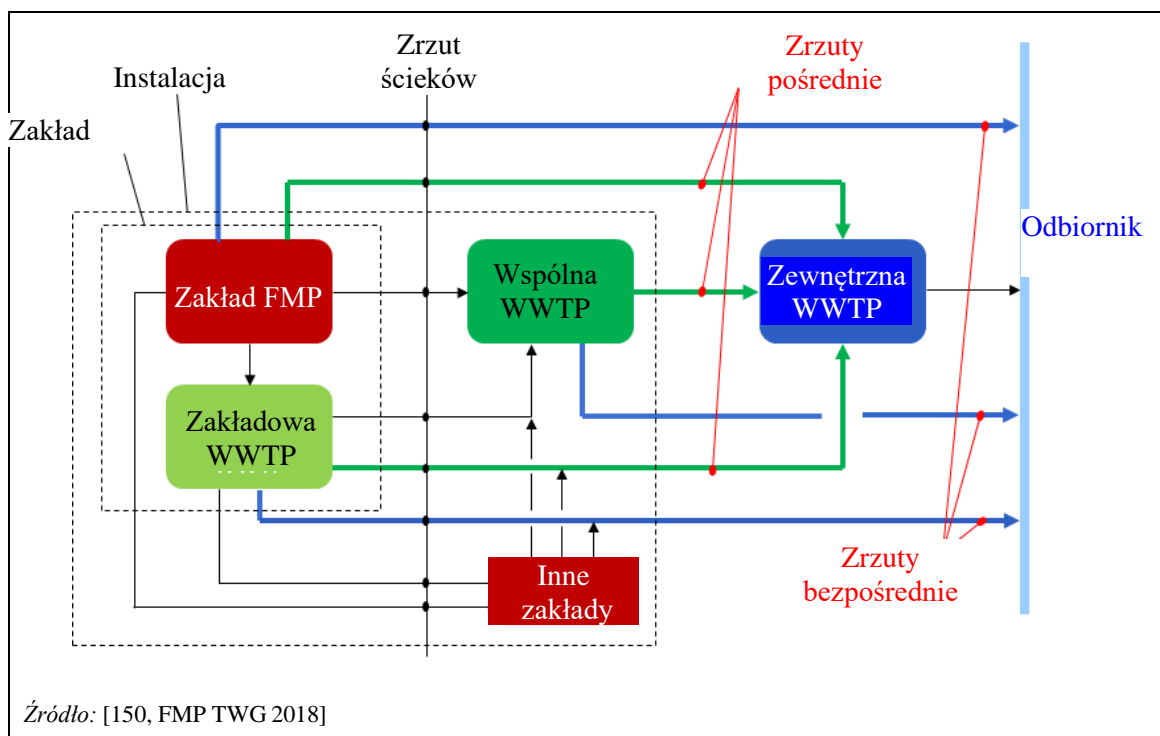 Zrzut
ścieków
Zrzuty
pośrednie
Instalacja
Zakład
Odbiornik
Zakład FMP
Wspólna
WWTP
Zewnętrzna
WWTP
Zakładowa
WWTP
Inne
zakłady
Zrzuty
bezpośrednie
Źródło: [150, FMP TWG 2018]